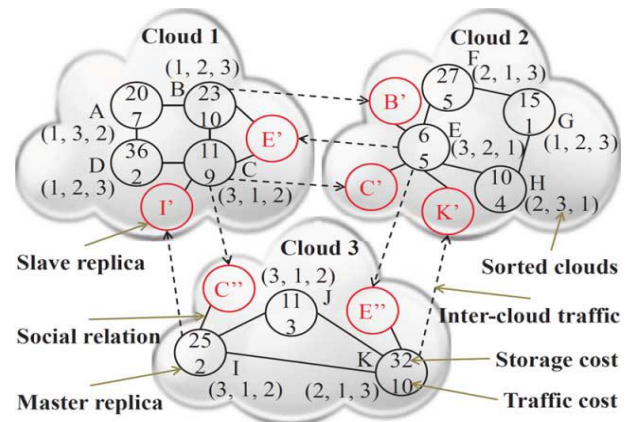 Cloud 1
(1, 2, 3)
B
20
7
A
(1, 3, 2)
23
10
E'
36
2
D
(1, 2, 3)
11
9
C
(3, 1, 2)
I'
Cloud 2
F
27
5
(2, 1, 3)
B'
15
1
G
(1, 2, 3)
6
5
E
(3, 2, 1)
C'
K'
10
4
H
(2, 3, 1)
Slave replica
Sorted clouds
Cloud 3
(3, 1, 2)
C''
11
3
J
E''
Inter-cloud traffic
Social relation
25
2
I
(3, 1, 2)
K
32
10
(2, 1, 3)
Storage cost
Master replica
Traffic cost